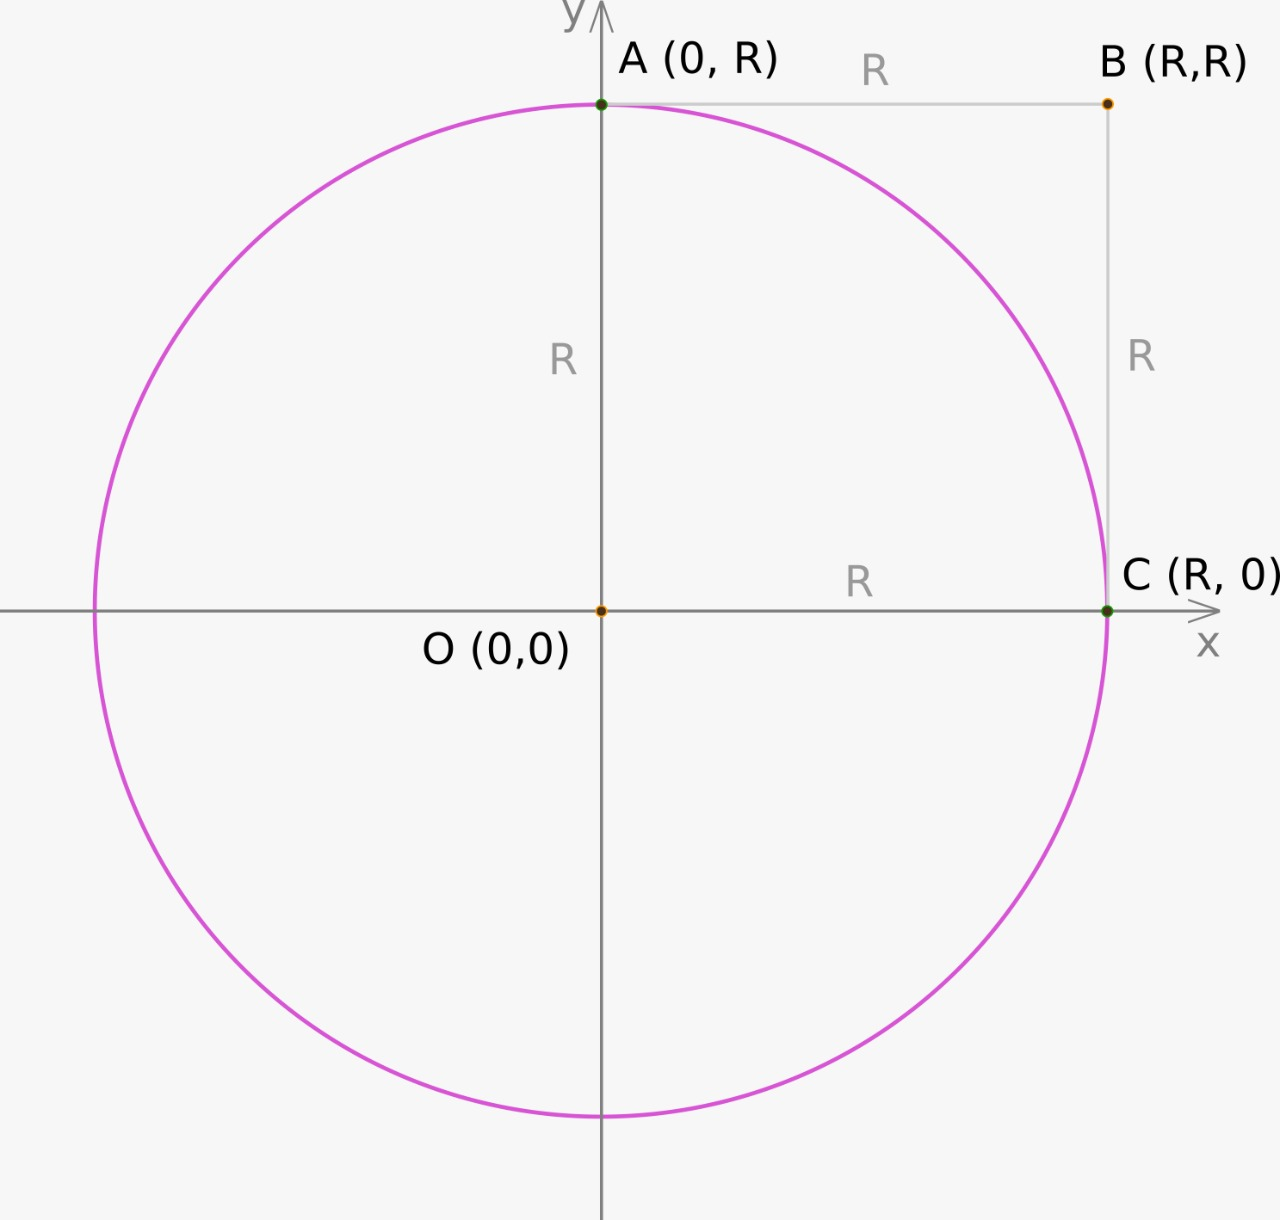 y
A (0, R)
R
B (R,R)
R
R
R
C (R, 0)
O (0,0)
x